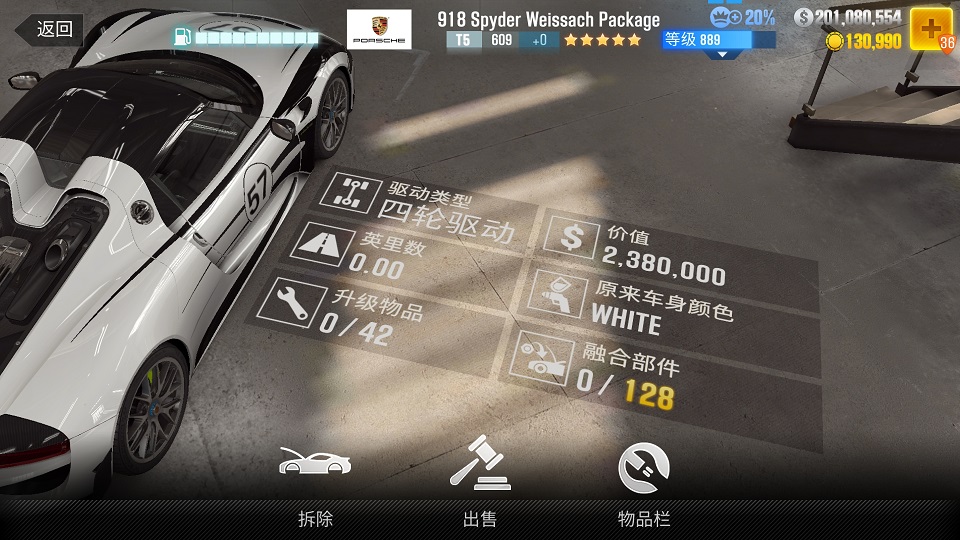 返回
PORSCHE
918 Spyder Weissach Package
T5 609 +0
20%
等级 889
201,080,554
130,990
36
57
驱动类型
四轮驱动
英里数
0.00
升级物品
0/42
价值
2,380,000
原来车身颜色
WHITE
融合部件
0/128
拆除
出售
物品栏